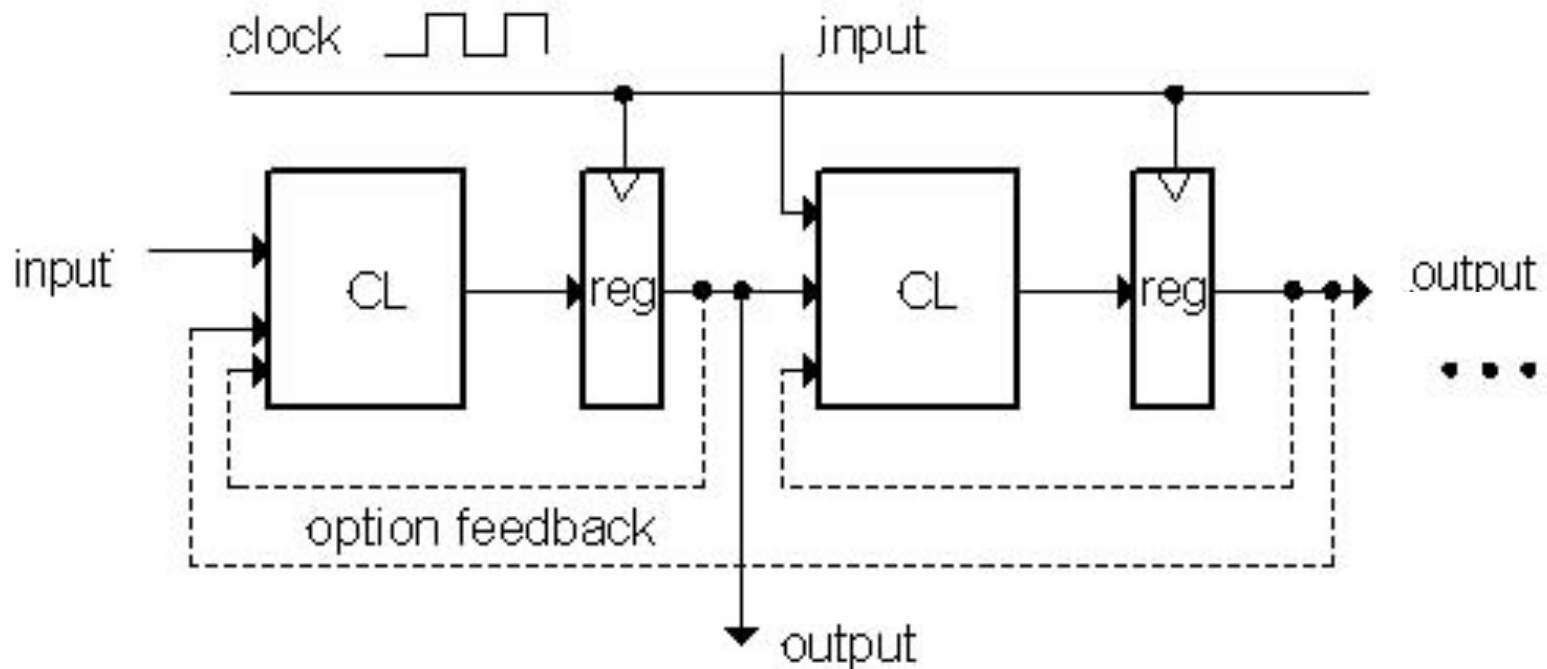 clock
input
input
CL
reg
CL
reg
output
option feedback
output